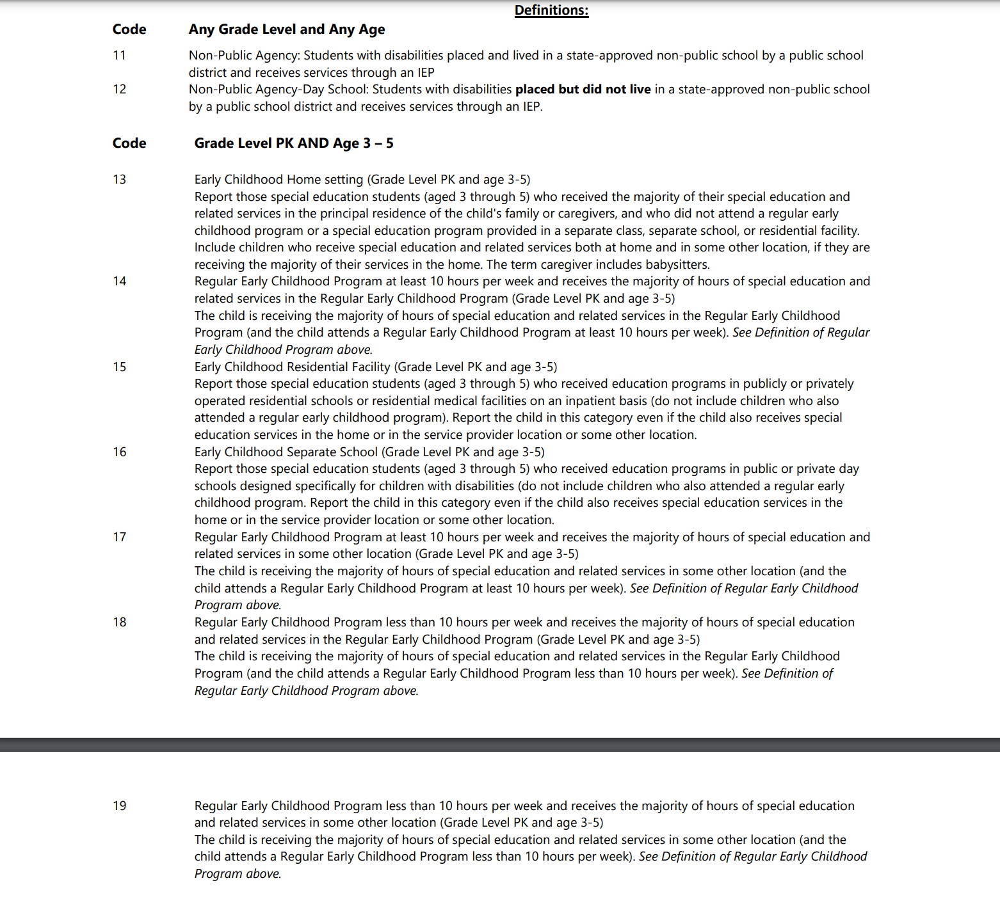 Definitions:
Code Any Grade Level and Any Age
11 Non-Public Agency: Students with disabilities placed and lived in a state-approved non-public school by a public school
district and receives services through an IEP
12 Non-Public Agency-Day School: Students with disabilities placed but did not live in a state-approved non-public school
by a public school district and receives services through an IEP.
Code Grade Level PK AND Age 3 – 5
13 Early Childhood Home setting (Grade Level PK and age 3-5)
Report those special education students (aged 3 through 5) who received the majority of their special education and
related services in the principal residence of the child's family or caregivers, and who did not attend a regular early
childhood program or a special education program provided in a separate class, separate school, or residential facility.
Include children who receive special education and related services both at home and in some other location, if they are
receiving the majority of their services in the home. The term caregiver includes babysitters.
14 Regular Early Childhood Program at least 10 hours per week and receives the majority of hours of special education and
related services in the Regular Early Childhood Program (Grade Level PK and age 3-5)
The child is receiving the majority of hours of special education and related services in the Regular Early Childhood
Program (and the child attends a Regular Early Childhood Program at least 10 hours per week). See Definition of Regular
Early Childhood Program above.
15 Early Childhood Residential Facility (Grade Level PK and age 3-5)
Report those special education students (aged 3 through 5) who received education programs in publicly or privately
operated residential schools or residential medical facilities on an inpatient basis (do not include children who also
attended a regular early childhood program). Report the child in this category even if the child also receives special
education services in the home or in the service provider location or some other location.
16 Early Childhood Separate School (Grade Level PK and age 3-5)
Report those special education students (aged 3 through 5) who received education programs in public or private day
schools designed specifically for children with disabilities (do not include children who also attended a regular early
childhood program. Report the child in this category even if the child also receives special education services in the
home or in the service provider location or some other location.
17 Regular Early Childhood Program at least 10 hours per week and receives the majority of hours of special education and
related services in some other location (Grade Level PK and age 3-5)
The child is receiving the majority of hours of special education and related services in some other location (and the
child attends a Regular Early Childhood Program at least 10 hours per week). See Definition of Regular Early Childhood
Program above.
18 Regular Early Childhood Program less than 10 hours per week and receives the majority of hours of special education
and related services in the Regular Early Childhood Program (Grade Level PK and age 3-5)
The child is receiving the majority of hours of special education and related services in the Regular Early Childhood
Program (and the child attends a Regular Early Childhood Program less than 10 hours per week). See Definition of
Regular Early Childhood Program above.
19 Regular Early Childhood Program less than 10 hours per week and receives the majority of hours of special education
and related services in some other location (Grade Level PK and age 3-5)
The child is receiving the majority of hours of special education and related services in some other location (and the
child attends a Regular Early Childhood Program less than 10 hours per week). See Definition of Regular Early Childhood
Program above.